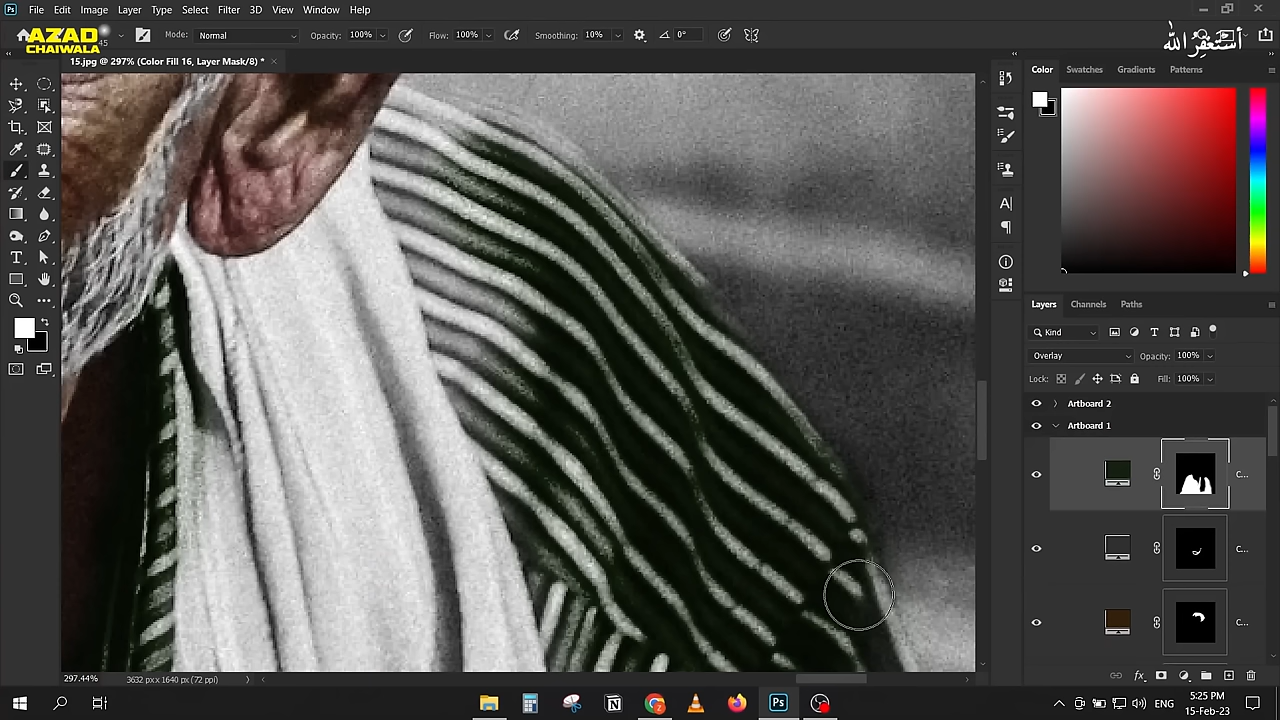 File Edit Image Layer Type Select Filter 3D View Window Help
AZAD
CHAIWALA
45
Mode: Normal Opacity: 100% Flow: 100% Smoothing: 10% 0°
أستغفر الله
15.jpg @ 297% (Color Fill 16, Layer Mask/8) *
Color Swatches Gradients Patterns
Layers Channels Paths
Kind
Overlay Opacity: 100%
Lock: Fill: 100%
Artboard 2
Artboard 1
C...
C...
C...
297.44% 3632 px x 1640 px (72 ppi)
ENG 5:25 PM
15-Feb-23